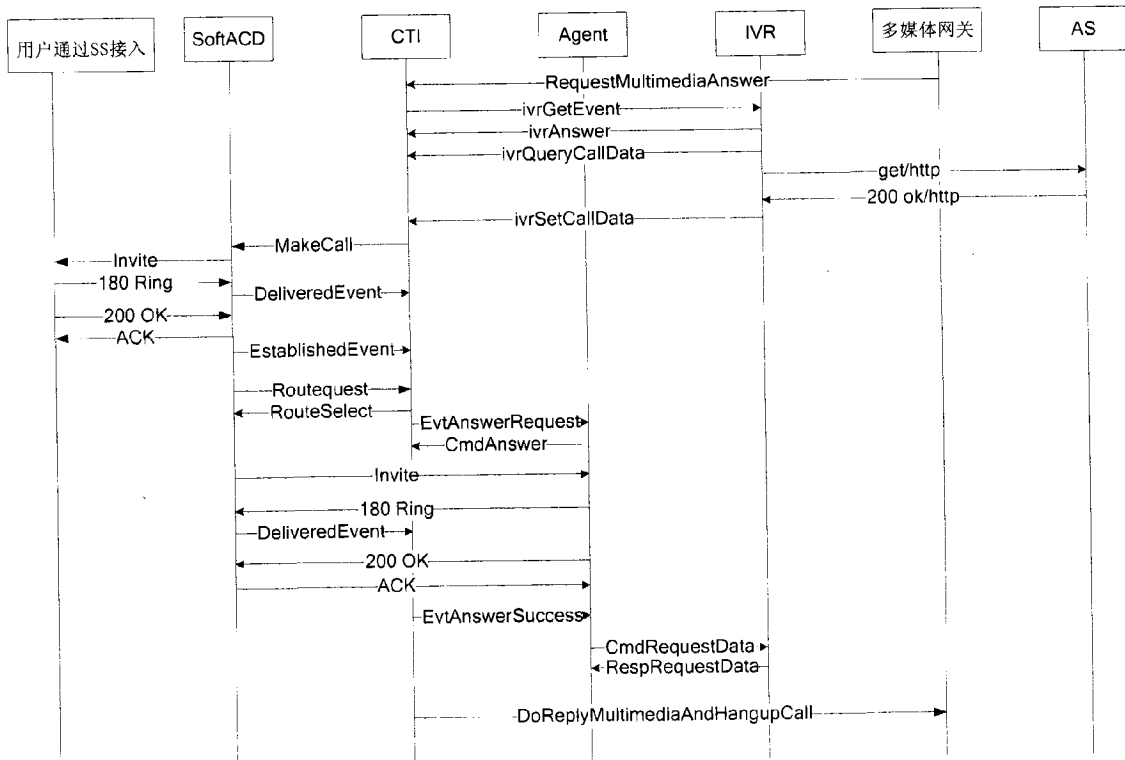 用户通过SS接入
SoftACD
CTI
Agent
IVR
多媒体网关
AS
RequestMultimediaAnswer
ivrGetEvent
ivrAnswer
ivrQueryCallData
get/http
200 ok/http
ivrSetCallData
MakeCall
Invite
180 Ring
DeliveredEvent
200 OK
ACK
EstablishedEvent
Routequest
RouteSelect
EvtAnswerRequest
CmdAnswer
Invite
180 Ring
DeliveredEvent
200 OK
ACK
EvtAnswerSuccess
CmdRequestData
RespRequestData
DoReplyMultimediaAndHangupCall